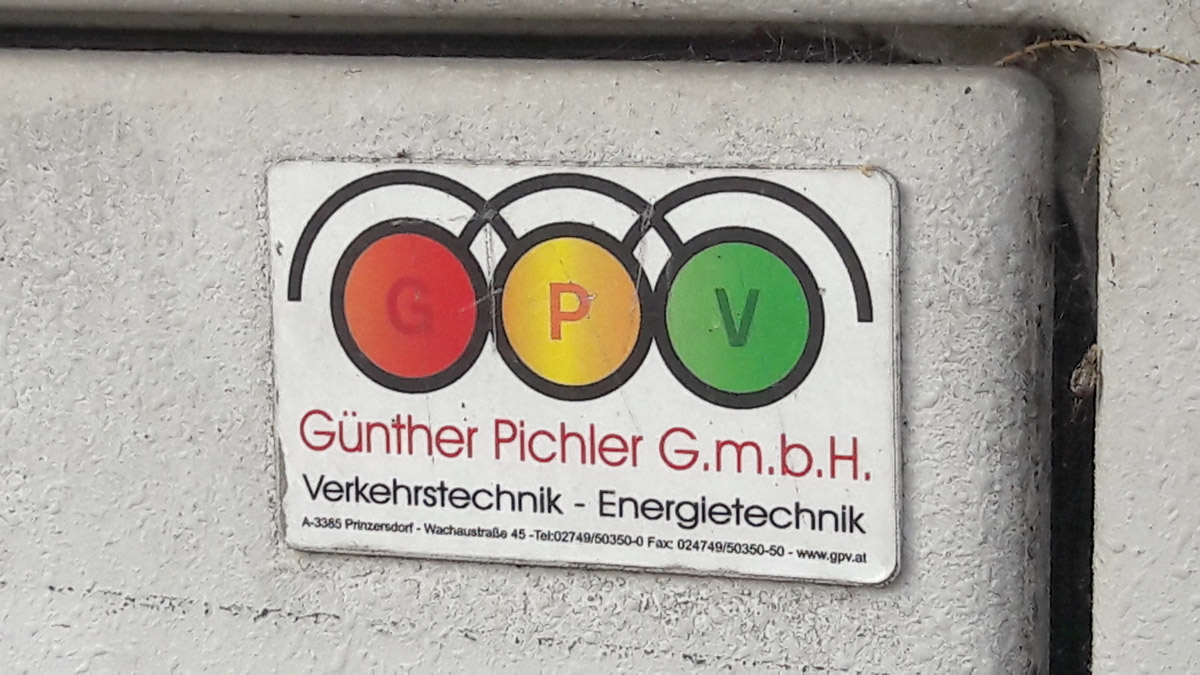 G P V
Günther Pichler G.m.b.H.
Verkehrstechnik - Energietechnik
A-3385 Prinzersdorf - Wachaustraße 45 -Tel:02749/50350-0 Fax: 024749/50350-50 - www.gpv.at